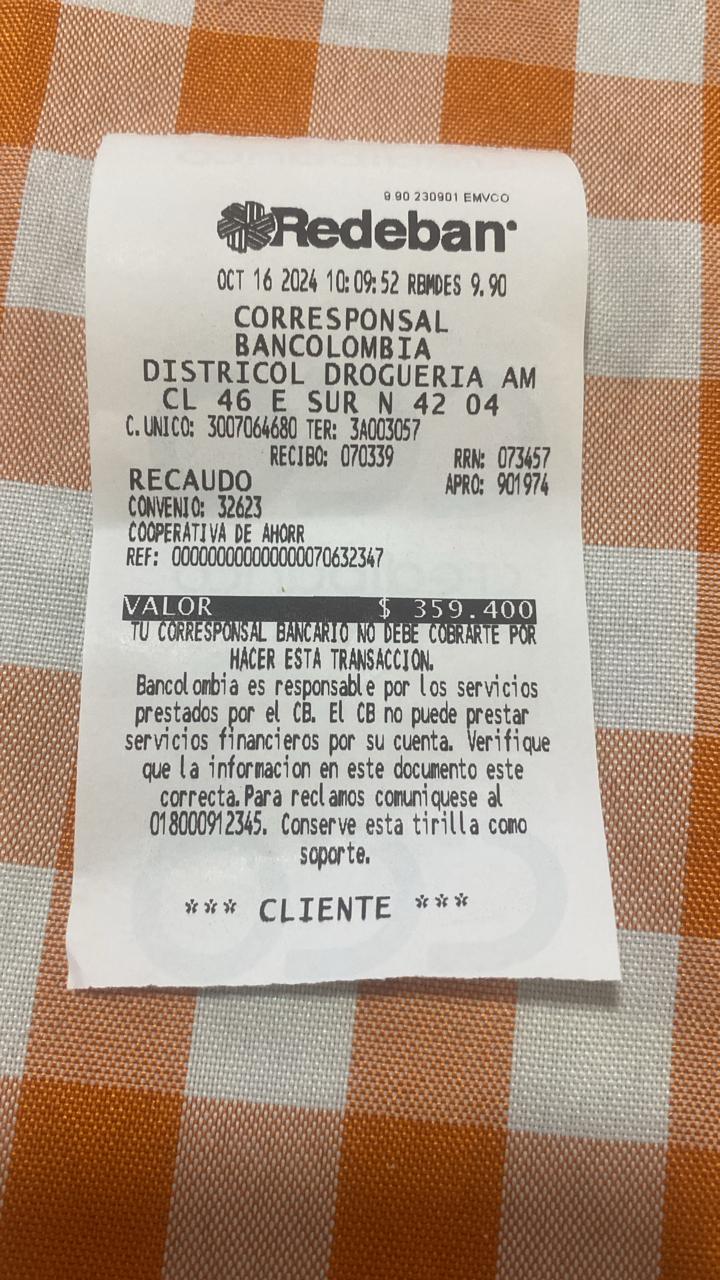 9 90 230901 EMVCO
Redeban
OCT 16 2024 10:09:52 RBMDES 9.90
CORRESPONSAL
BANCOLOMBIA
DISTRICOL DROGUERIA AM
CL 46 E SUR N 42 04
C.UNICO: 3007064680 TER: 3A003057
RECIBO: 070339 RRN: 073457
RECAUDO APRO: 901974
CONVENIO: 32623
COOPERATIVA DE AHORR
REF: 000000000000000070632347
VALOR $ 359.400
TU CORRESPONSAL BANCARIO NO DEBE COBRARTE POR
HACER ESTA TRANSACCION.
Bancolombia es responsable por los servicios
prestados por el CB. El CB no puede prestar
servicios financieros por su cuenta. Verifique
que la informacion en este documento este
correcta.Para reclamos comuniquese al
018000912345. Conserve esta tirilla como
soporte.
*** CLIENTE ***